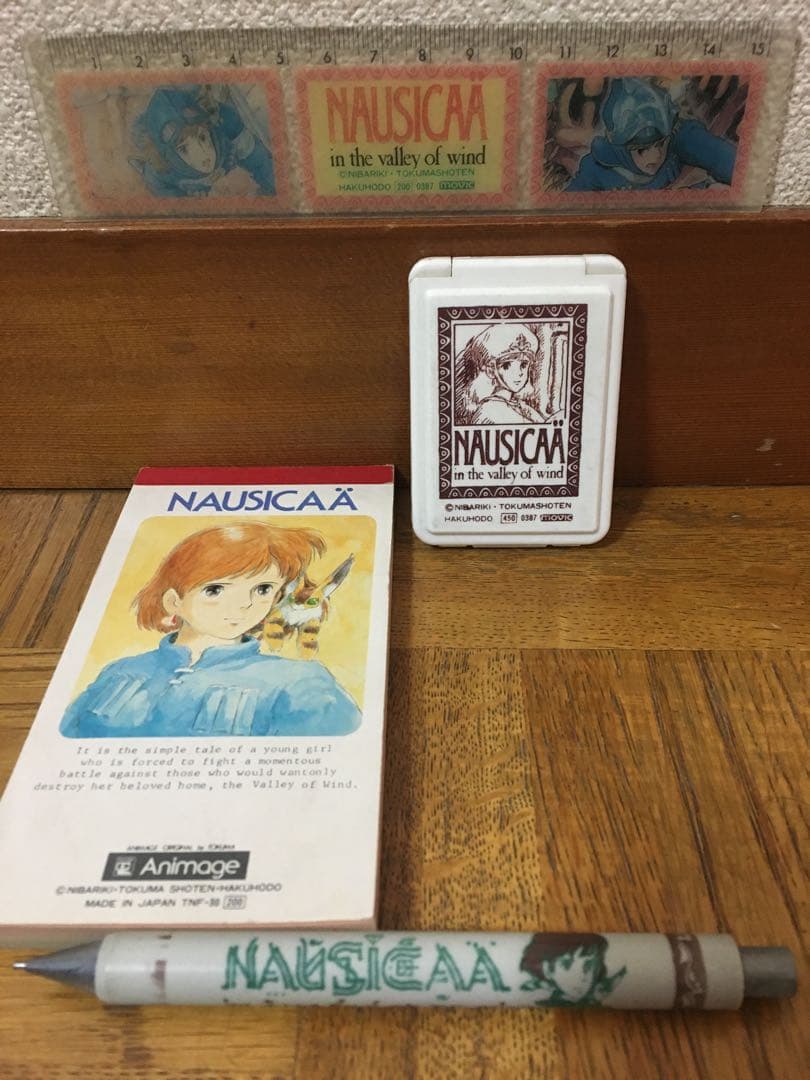 1 2 3 4 5 6 7 8 9 10 11 12 13 14 15
NAUSICAÄ
in the valley of wind
©NIBARIKI・TOKUMASHOTEN
HAKUHODO 200 0387 movic
NAUSICAÄ
in the valley of wind
©NIBARIKI・TOKUMASHOTEN
HAKUHODO 450 0387 movic
NAUSICAÄ
It is the simple tale of a young girl
who is forced to fight a momentous
battle against those who would wantonly
destroy her beloved home, the Valley of Wind.
ANIMAGE ORIGINAL by TOKUMA
Animage
©NIBARIKI・TOKUMA SHOTEN・HAKUHODO
MADE IN JAPAN TNF-30 200
NAUSICAÄ